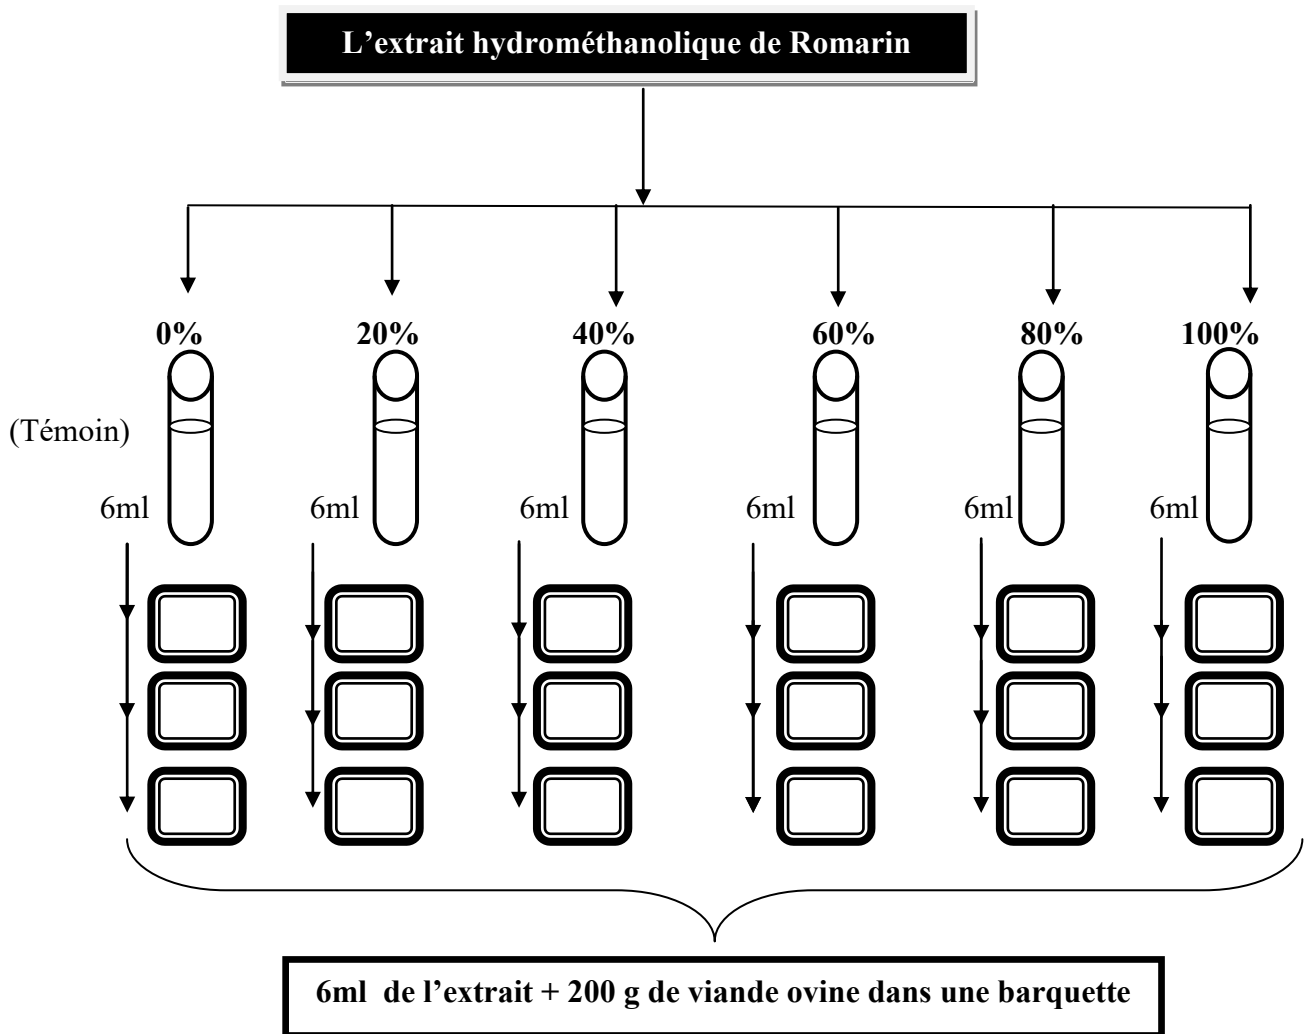 L’extrait hydrométhanolique de Romarin
0% 20% 40% 60% 80% 100%
(Témoin)
6ml 6ml 6ml 6ml 6ml 6ml
6ml de l’extrait + 200 g de viande ovine dans une barquette